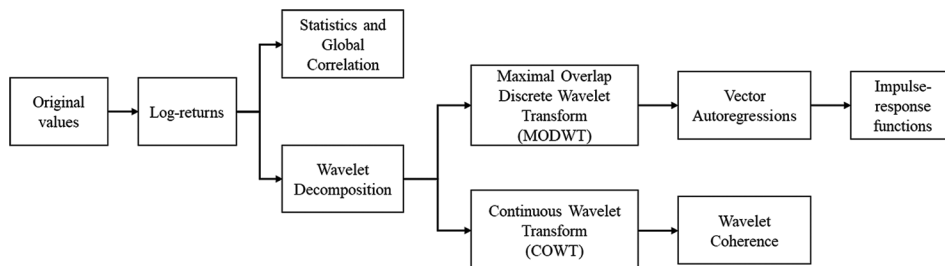 Original
values
Log-returns
Statistics and
Global
Correlation
Wavelet
Decomposition
Maximal Overlap
Discrete Wavelet
Transform
(MODWT)
Vector
Autoregressions
Impulse-
response
functions
Continuous Wavelet
Transform
(COWT)
Wavelet
Coherence